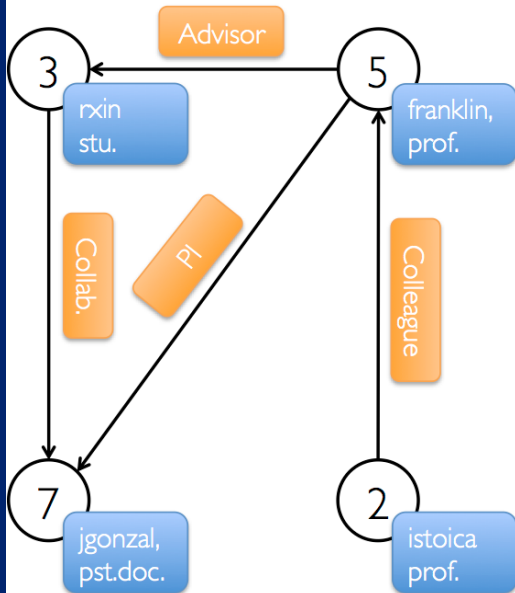 Advisor
3
5
rxin
stu.
franklin,
prof.
Collab.
PI
Colleague
7
2
jgonzal,
pst.doc.
istoica
prof.